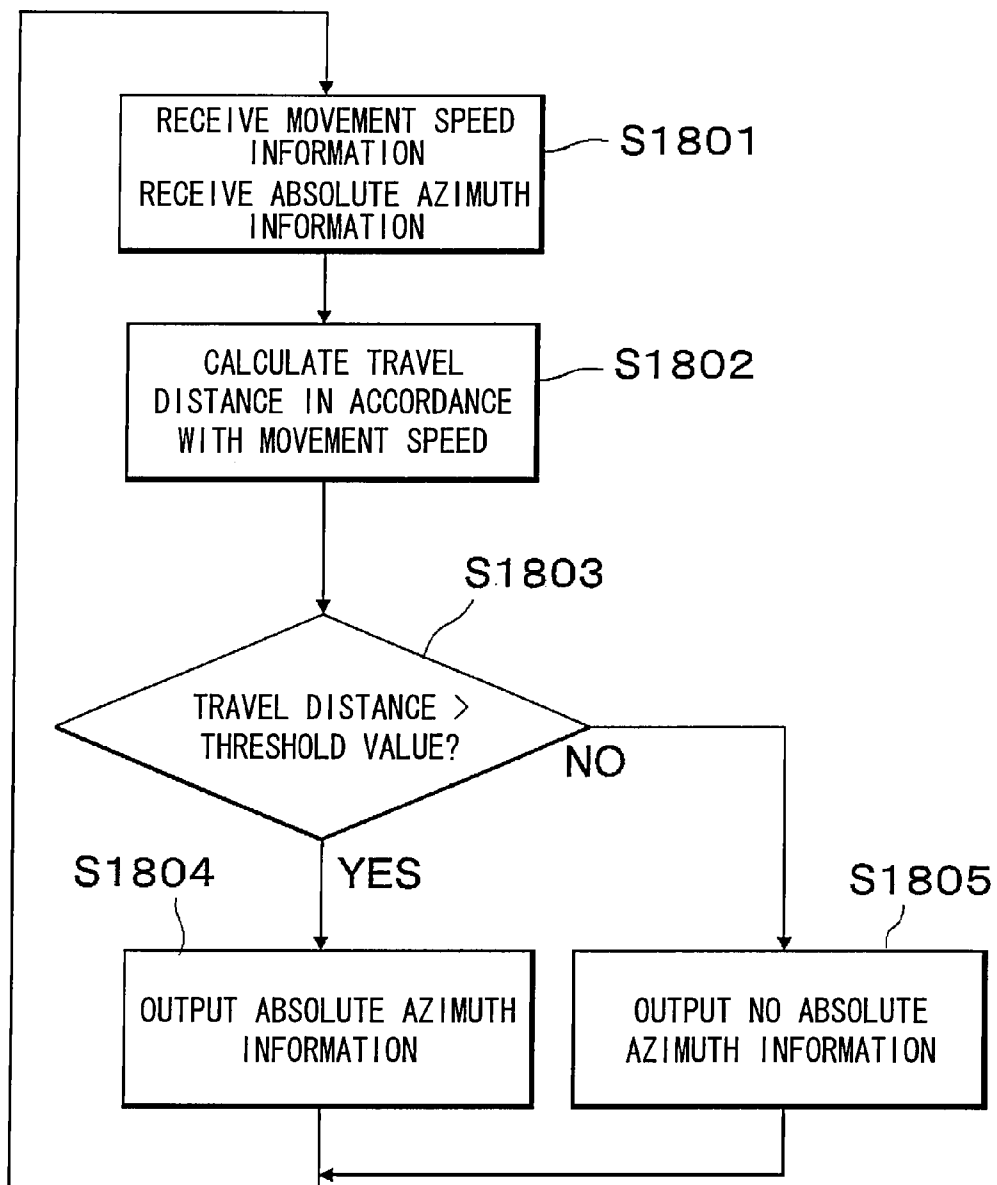 RECEIVE MOVEMENT SPEED
INFORMATION
RECEIVE ABSOLUTE AZIMUTH
INFORMATION
S1801
CALCULATE TRAVEL
DISTANCE IN ACCORDANCE
WITH MOVEMENT SPEED
S1802
S1803
TRAVEL DISTANCE >
THRESHOLD VALUE?
NO
YES
S1804
S1805
OUTPUT ABSOLUTE AZIMUTH
INFORMATION
OUTPUT NO ABSOLUTE
AZIMUTH INFORMATION